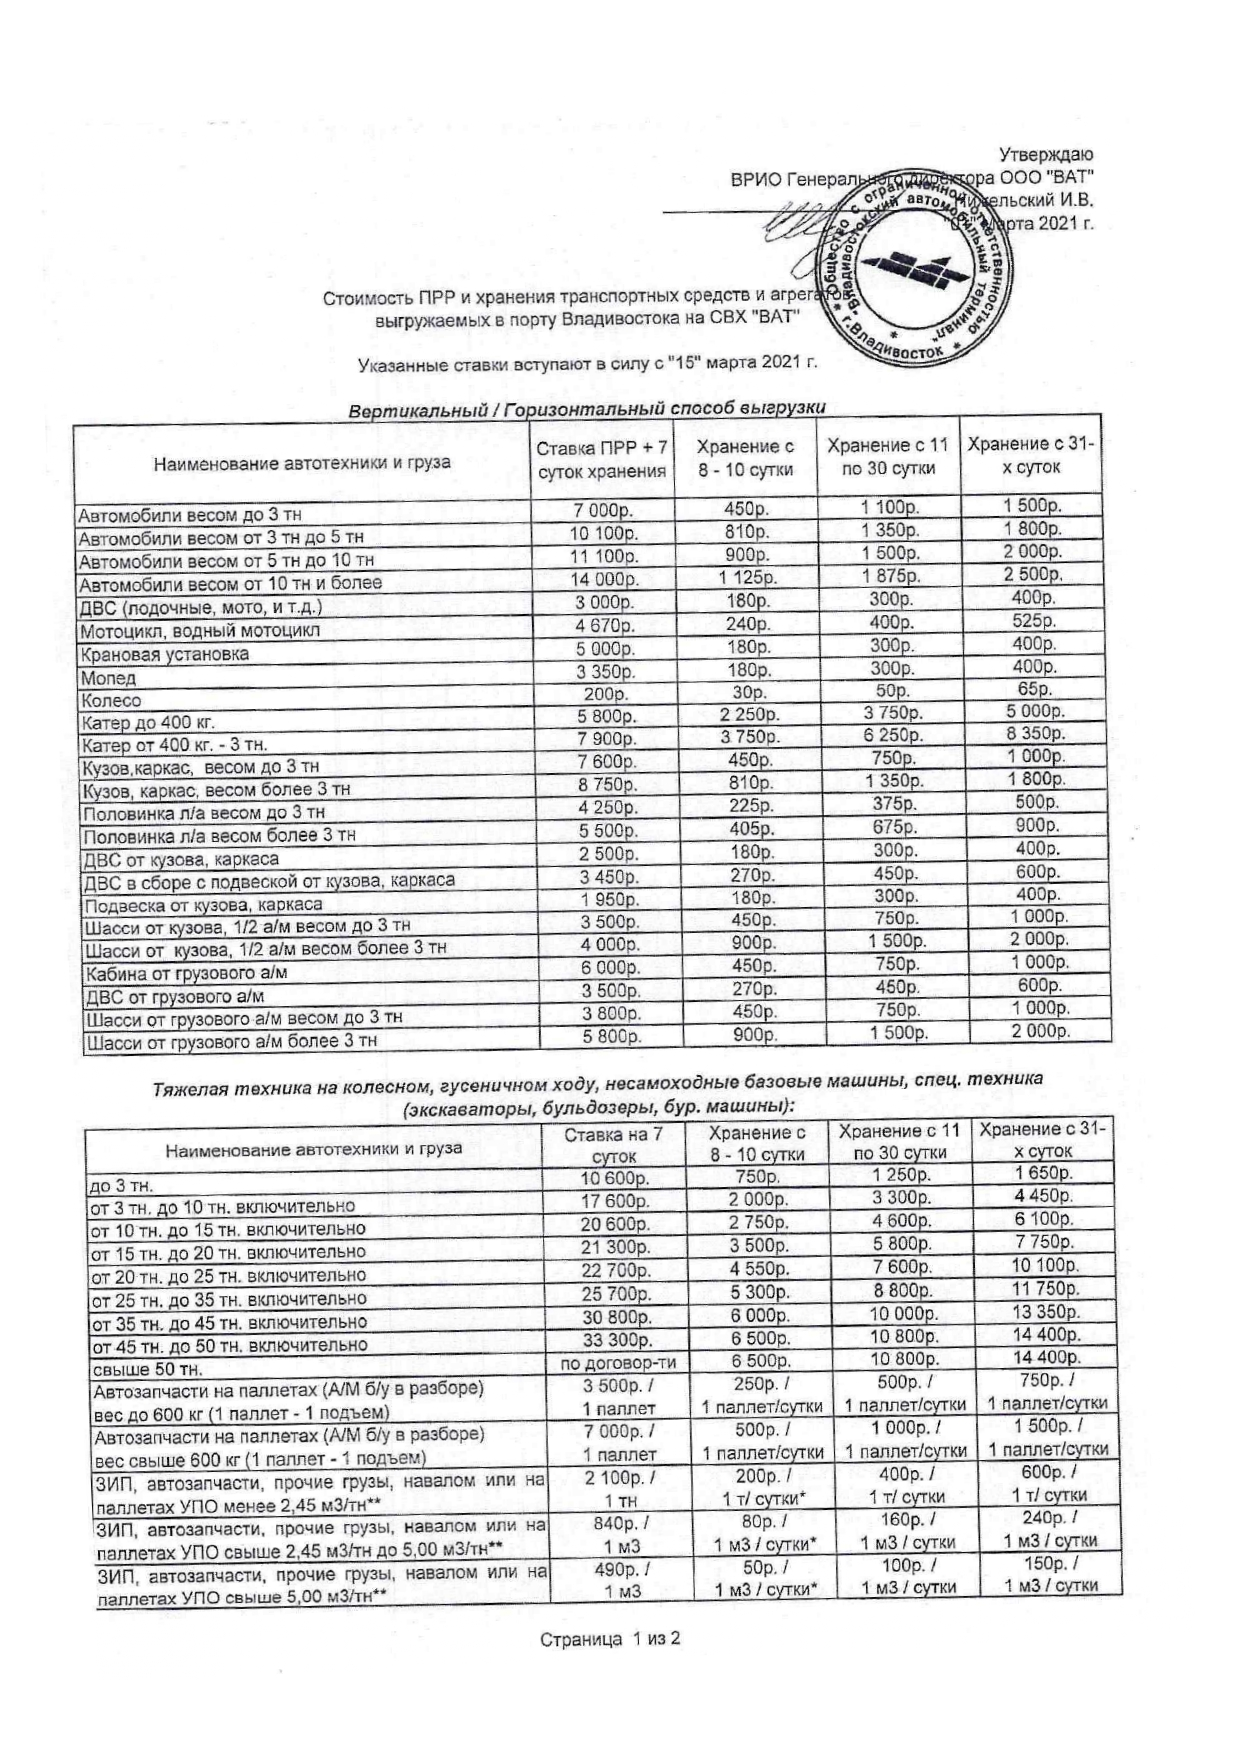 Утверждаю
ВРИО Генерального директора ООО "ВАТ"
И.В.
марта 2021 г.
Общество с ограниченной ответственностью
"Владивостокский автомобильный терминал"
* г. Владивосток *
Стоимость ПРР и хранения транспортных средств и агрегатов
выгружаемых в порту Владивостока на СВХ "ВАТ"
Указанные ставки вступают в силу с "15" марта 2021 г.
Вертикальный / Горизонтальный способ выгрузки
Наименование автотехники и груза Ставка ПРР + 7 суток хранения Хранение с 8 - 10 сутки Хранение с 11 по 30 сутки Хранение с 31-х суток
Автомобили весом до 3 тн 7 000р. 450р. 1 100р. 1 500р.
Автомобили весом от 3 тн до 5 тн 10 100р. 810р. 1 350р. 1 800р.
Автомобили весом от 5 тн до 10 тн 11 100р. 900р. 1 500р. 2 000р.
Автомобили весом от 10 тн и более 14 000р. 1 125р. 1 875р. 2 500р.
ДВС (лодочные, мото, и т.д.) 3 000р. 180р. 300р. 400р.
Мотоцикл, водный мотоцикл 4 670р. 240р. 400р. 525р.
Крановая установка 5 000р. 180р. 300р. 400р.
Мопед 3 350р. 180р. 300р. 400р.
Колесо 200р. 30р. 50р. 65р.
Катер до 400 кг. 5 800р. 2 250р. 3 750р. 5 000р.
Катер от 400 кг. - 3 тн. 7 900р. 3 750р. 6 250р. 8 350р.
Кузов,каркас, весом до 3 тн 7 600р. 450р. 750р. 1 000р.
Кузов, каркас, весом более 3 тн 8 750р. 810р. 1 350р. 1 800р.
Половинка л/а весом до 3 тн 4 250р. 225р. 375р. 500р.
Половинка л/а весом более 3 тн 5 500р. 405р. 675р. 900р.
ДВС от кузова, каркаса 2 500р. 180р. 300р. 400р.
ДВС в сборе с подвеской от кузова, каркаса 3 450р. 270р. 450р. 600р.
Подвеска от кузова, каркаса 1 950р. 180р. 300р. 400р.
Шасси от кузова, 1/2 а/м весом до 3 тн 3 500р. 450р. 750р. 1 000р.
Шасси от кузова, 1/2 а/м весом более 3 тн 4 000р. 900р. 1 500р. 2 000р.
Кабина от грузового а/м 6 000р. 450р. 750р. 1 000р.
ДВС от грузового а/м 3 500р. 270р. 450р. 600р.
Шасси от грузового а/м весом до 3 тн 3 800р. 450р. 750р. 1 000р.
Шасси от грузового а/м более 3 тн 5 800р. 900р. 1 500р. 2 000р.
Тяжелая техника на колесном, гусеничном ходу, несамоходные базовые машины, спец. техника
(экскаваторы, бульдозеры, бур. машины):
Наименование автотехники и груза Ставка на 7 суток Хранение с 8 - 10 сутки Хранение с 11 по 30 сутки Хранение с 31-х суток
до 3 тн. 10 600р. 750р. 1 250р. 1 650р.
от 3 тн. до 10 тн. включительно 17 600р. 2 000р. 3 300р. 4 450р.
от 10 тн. до 15 тн. включительно 20 600р. 2 750р. 4 600р. 6 100р.
от 15 тн. до 20 тн. включительно 21 300р. 3 500р. 5 800р. 7 750р.
от 20 тн. до 25 тн. включительно 22 700р. 4 550р. 7 600р. 10 100р.
от 25 тн. до 35 тн. включительно 25 700р. 5 300р. 8 800р. 11 750р.
от 35 тн. до 45 тн. включительно 30 800р. 6 000р. 10 000р. 13 350р.
от 45 тн. до 50 тн. включительно 33 300р. 6 500р. 10 800р. 14 400р.
свыше 50 тн. по договор-ти 6 500р. 10 800р. 14 400р.
Автозапчасти на паллетах (А/М б/у в разборе) 3 500р. / 250р. / 500р. / 750р. /
вес до 600 кг (1 паллет - 1 подъем) 1 паллет 1 паллет/сутки 1 паллет/сутки 1 паллет/сутки
Автозапчасти на паллетах (А/М б/у в разборе) 7 000р. / 500р. / 1 000р. / 1 500р. /
вес свыше 600 кг (1 паллет - 1 подъем) 1 паллет 1 паллет/сутки 1 паллет/сутки 1 паллет/сутки
ЗИП, автозапчасти, прочие грузы, навалом или на 2 100р. / 200р. / 400р. / 600р. /
паллетах УПО менее 2,45 м3/тн** 1 тн 1 т/ сутки* 1 т/ сутки 1 т/ сутки
ЗИП, автозапчасти, прочие грузы, навалом или на 840р. / 80р. / 160р. / 240р. /
паллетах УПО свыше 2,45 м3/тн до 5,00 м3/тн** 1 м3 1 м3 / сутки* 1 м3 / сутки 1 м3 / сутки
ЗИП, автозапчасти, прочие грузы, навалом или на 490р. / 50р. / 100р. / 150р. /
паллетах УПО свыше 5,00 м3/тн** 1 м3 1 м3 / сутки* 1 м3 / сутки 1 м3 / сутки
Страница 1 из 2